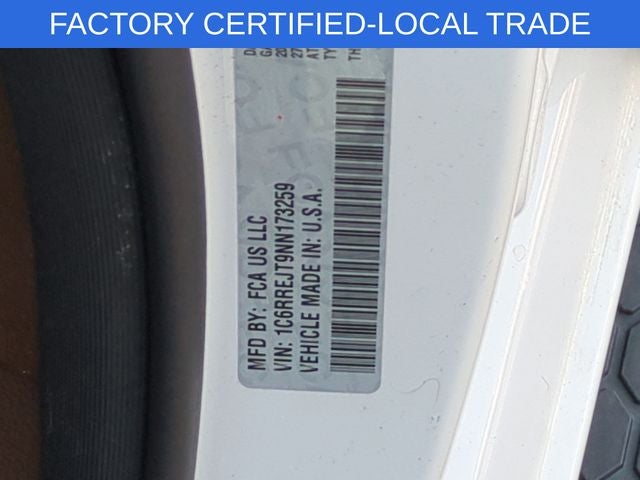 FACTORY CERTIFIED-LOCAL TRADE
MFD BY: FCA US LLC
VIN: 1C6RREJT9NN173259
VEHICLE MADE IN: U.S.A.